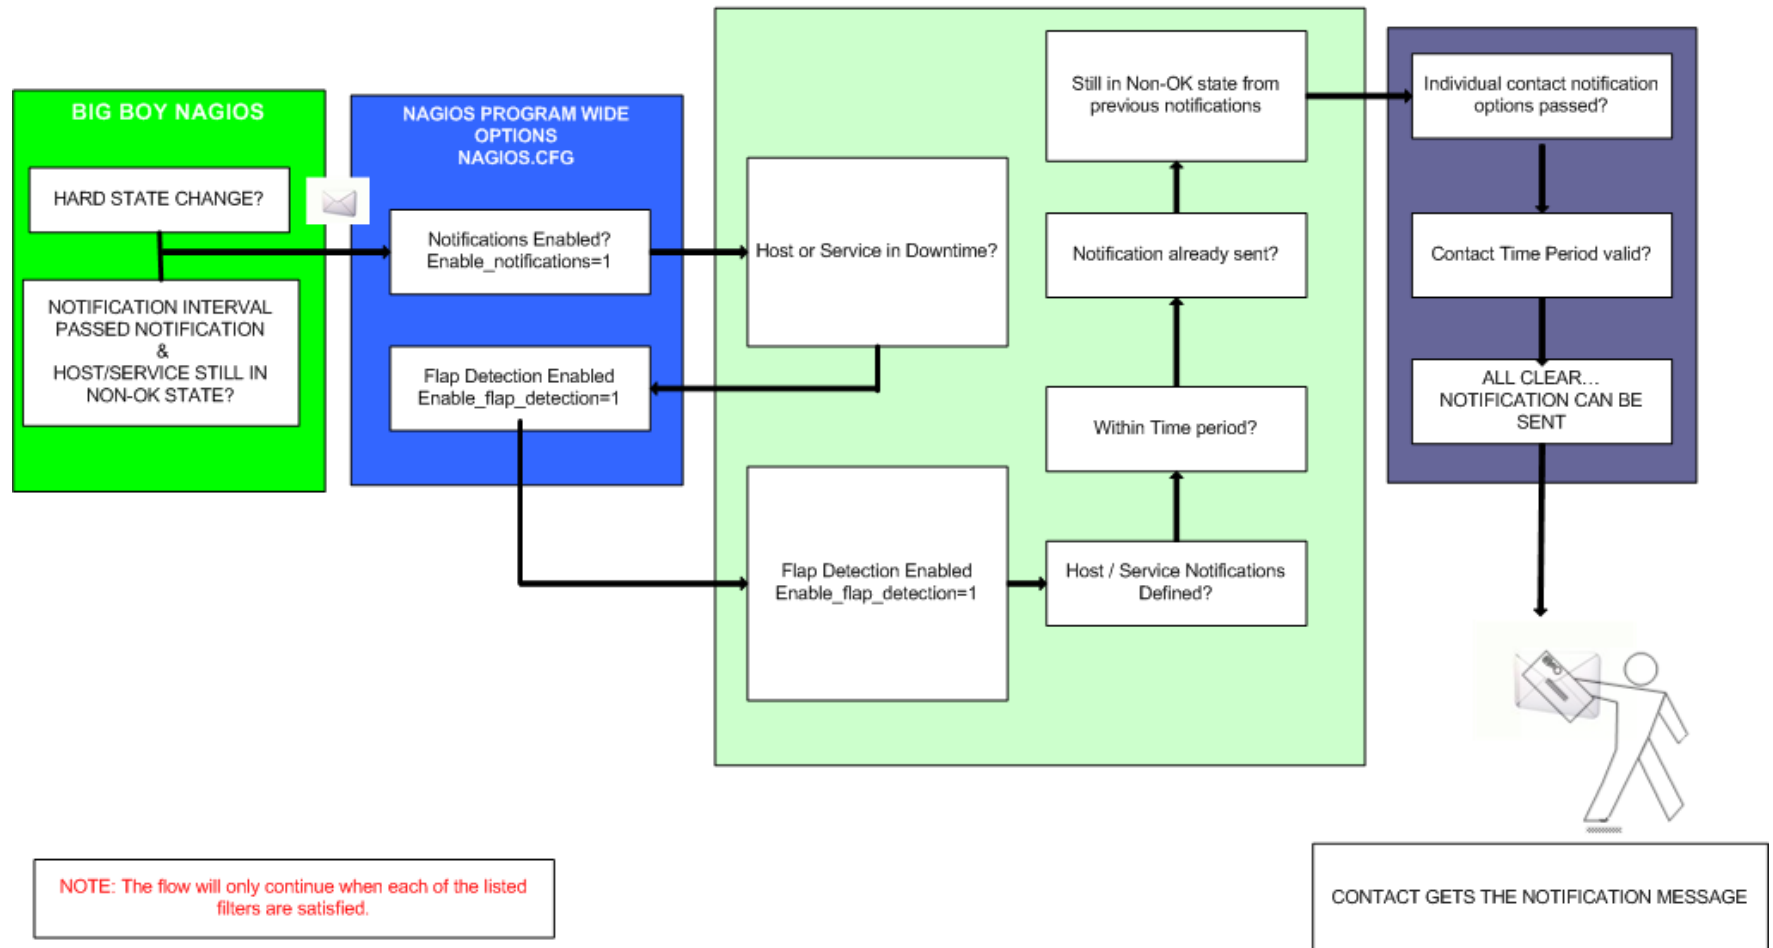 BIG BOY NAGIOS
HARD STATE CHANGE?
NOTIFICATION INTERVAL
PASSED NOTIFICATION
&
HOST/SERVICE STILL IN
NON-OK STATE?
NAGIOS PROGRAM WIDE
OPTIONS
NAGIOS.CFG
Notifications Enabled?
Enable_notifications=1
Flap Detection Enabled
Enable_flap_detection=1
Host or Service in Downtime?
Flap Detection Enabled
Enable_flap_detection=1
Still in Non-OK state from
previous notifications
Notification already sent?
Within Time period?
Host / Service Notifications
Defined?
Individual contact notification
options passed?
Contact Time Period valid?
ALL CLEAR...
NOTIFICATION CAN BE
SENT
NOTE: The flow will only continue when each of the listed
filters are satisfied.
CONTACT GETS THE NOTIFICATION MESSAGE